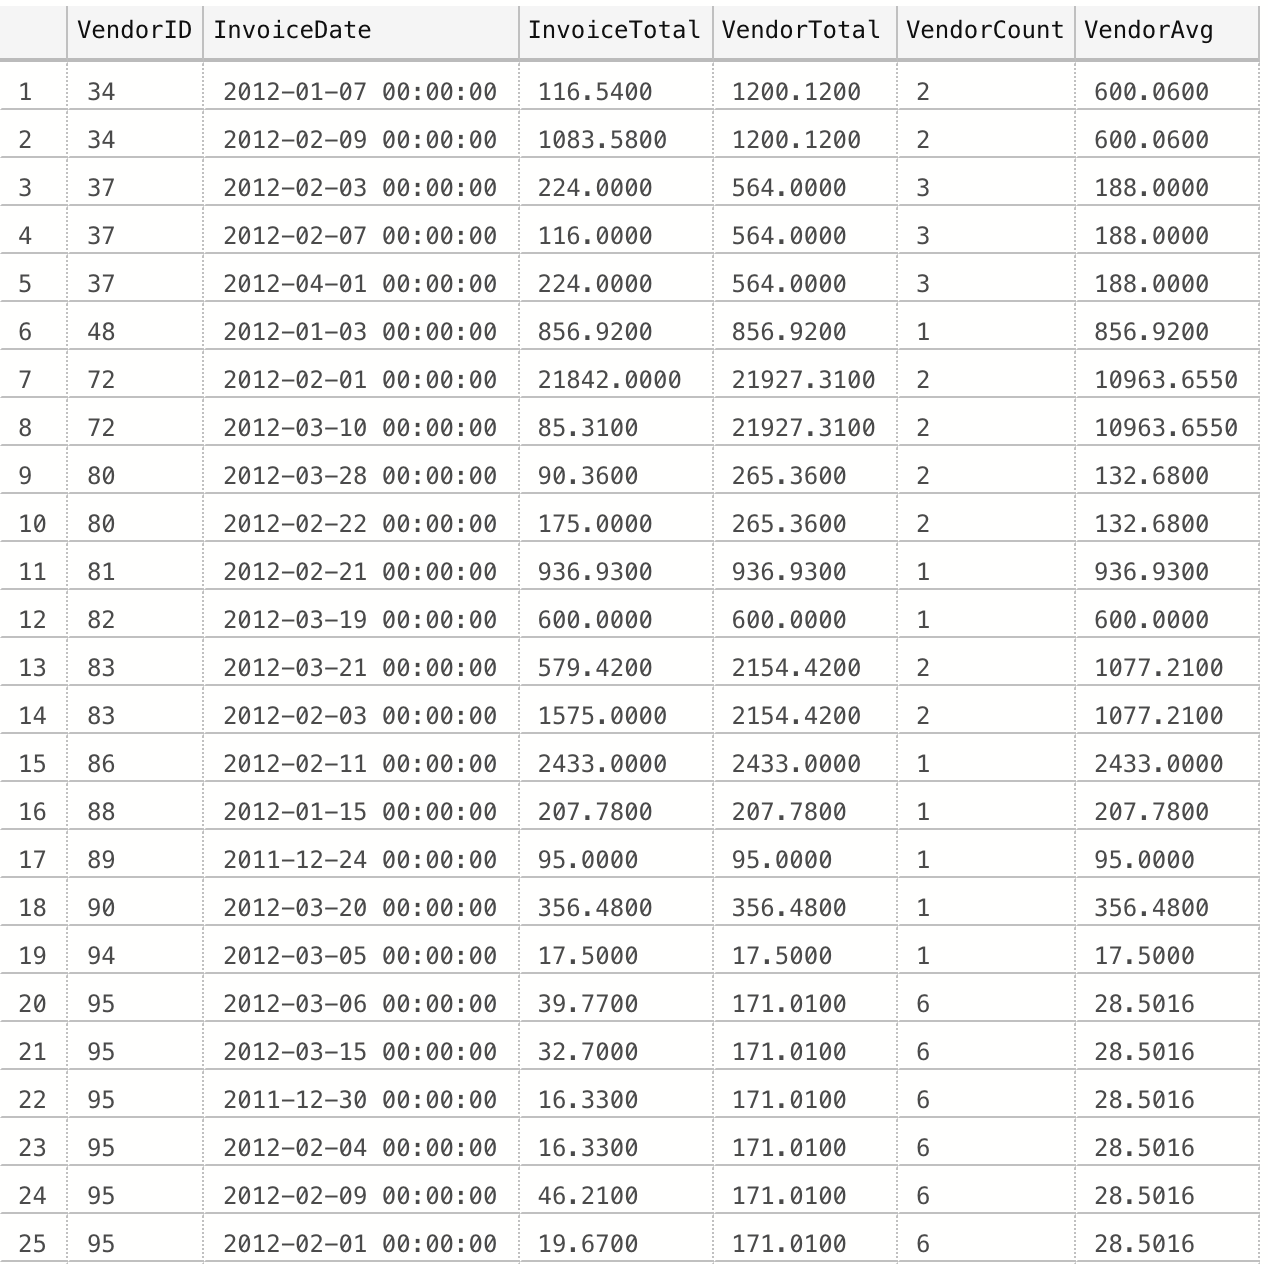 VendorID InvoiceDate InvoiceTotal VendorTotal VendorCount VendorAvg
1 34 2012-01-07 00:00:00 116.5400 1200.1200 2 600.0600
2 34 2012-02-09 00:00:00 1083.5800 1200.1200 2 600.0600
3 37 2012-02-03 00:00:00 224.0000 564.0000 3 188.0000
4 37 2012-02-07 00:00:00 116.0000 564.0000 3 188.0000
5 37 2012-04-01 00:00:00 224.0000 564.0000 3 188.0000
6 48 2012-01-03 00:00:00 856.9200 856.9200 1 856.9200
7 72 2012-02-01 00:00:00 21842.0000 21927.3100 2 10963.6550
8 72 2012-03-10 00:00:00 85.3100 21927.3100 2 10963.6550
9 80 2012-03-28 00:00:00 90.3600 265.3600 2 132.6800
10 80 2012-02-22 00:00:00 175.0000 265.3600 2 132.6800
11 81 2012-02-21 00:00:00 936.9300 936.9300 1 936.9300
12 82 2012-03-19 00:00:00 600.0000 600.0000 1 600.0000
13 83 2012-03-21 00:00:00 579.4200 2154.4200 2 1077.2100
14 83 2012-02-03 00:00:00 1575.0000 2154.4200 2 1077.2100
15 86 2012-02-11 00:00:00 2433.0000 2433.0000 1 2433.0000
16 88 2012-01-15 00:00:00 207.7800 207.7800 1 207.7800
17 89 2011-12-24 00:00:00 95.0000 95.0000 1 95.0000
18 90 2012-03-20 00:00:00 356.4800 356.4800 1 356.4800
19 94 2012-03-05 00:00:00 17.5000 17.5000 1 17.5000
20 95 2012-03-06 00:00:00 39.7700 171.0100 6 28.5016
21 95 2012-03-15 00:00:00 32.7000 171.0100 6 28.5016
22 95 2011-12-30 00:00:00 16.3300 171.0100 6 28.5016
23 95 2012-02-04 00:00:00 16.3300 171.0100 6 28.5016
24 95 2012-02-09 00:00:00 46.2100 171.0100 6 28.5016
25 95 2012-02-01 00:00:00 19.6700 171.0100 6 28.5016